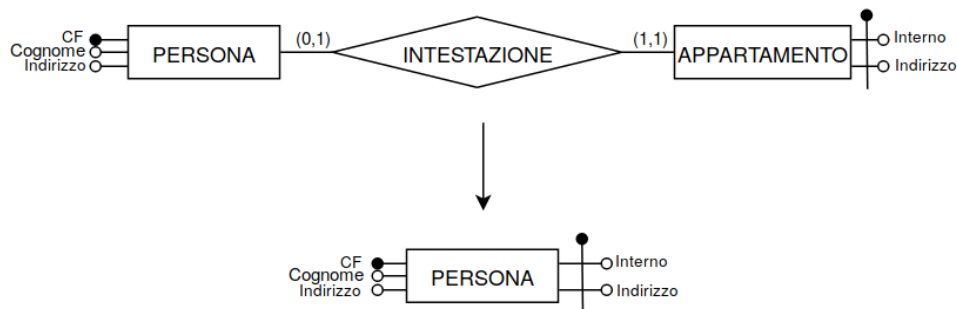 CF
Cognome
Indirizzo
PERSONA
(0,1)
INTESTAZIONE
(1,1)
APPARTAMENTO
Interno
Indirizzo
CF
Cognome
Indirizzo
PERSONA
Interno
Indirizzo